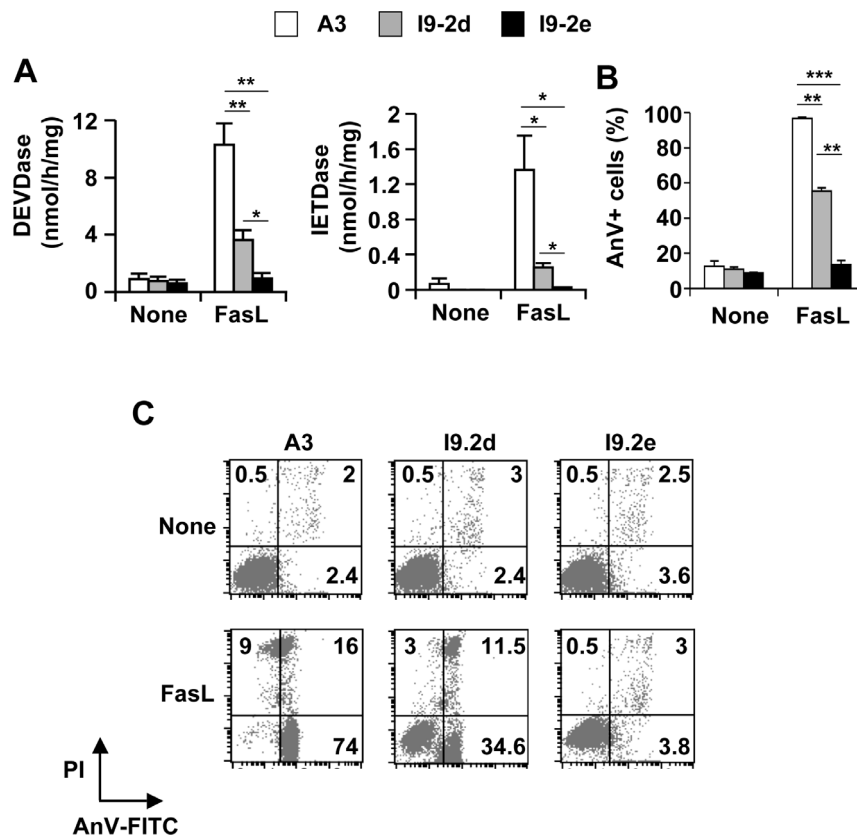 A3 I9-2d I9-2e
A
DEVDase
(nmol/h/mg)
12
8
4
0
**
**
*
None FasL
IETDase
(nmol/h/mg)
2
1.6
1.2
0.8
0.4
0
*
*
*
None FasL
B
AnV+ cells (%)
100
80
60
40
20
0
***
**
**
None FasL
C
A3 I9.2d I9.2e
None
0.5 2
2.4
0.5 3
2.4
0.5 2.5
3.6
FasL
9 16
74
3 11.5
34.6
0.5 3
3.8
PI
AnV-FITC